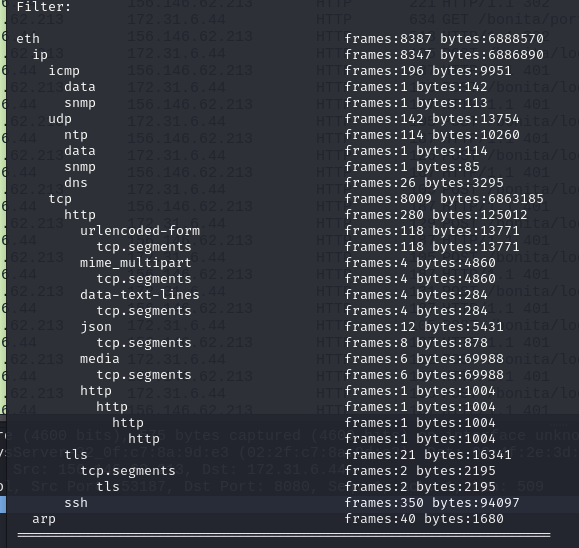 Filter:
eth frames:8387 bytes:6888570
ip frames:8347 bytes:6886890
icmp frames:196 bytes:9951
data frames:1 bytes:142
snmp frames:1 bytes:113
udp frames:142 bytes:13754
ntp frames:114 bytes:10260
data frames:1 bytes:114
snmp frames:1 bytes:85
dns frames:26 bytes:3295
tcp frames:8009 bytes:6863185
http frames:280 bytes:125012
urlencoded-form frames:118 bytes:13771
tcp.segments frames:118 bytes:13771
mime_multipart frames:4 bytes:4860
tcp.segments frames:4 bytes:4860
data-text-lines frames:4 bytes:284
tcp.segments frames:4 bytes:284
json frames:12 bytes:5431
tcp.segments frames:8 bytes:878
media frames:6 bytes:69988
tcp.segments frames:6 bytes:69988
http frames:1 bytes:1004
http frames:1 bytes:1004
http frames:1 bytes:1004
http frames:1 bytes:1004
tls frames:21 bytes:16341
tcp.segments frames:2 bytes:2195
tls frames:2 bytes:2195
ssh frames:350 bytes:94097
arp frames:40 bytes:1680